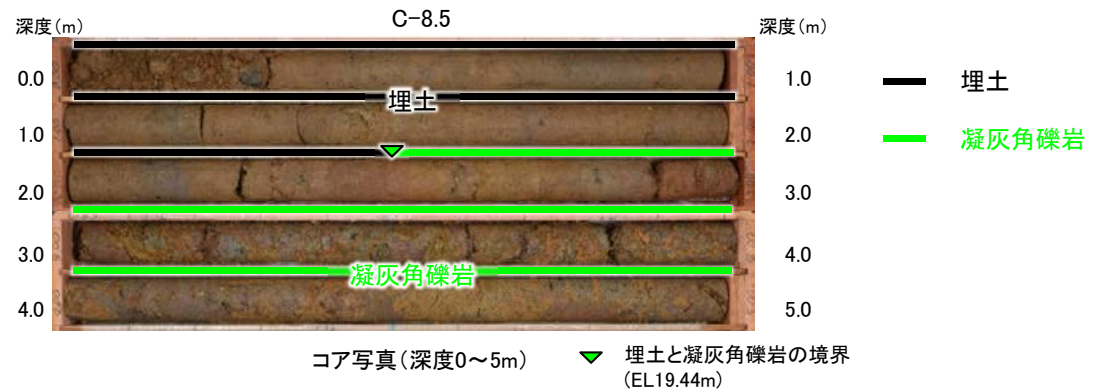 C-8.5
深度(m)
深度(m)
0.0
1.0
埋土
1.0
2.0
2.0
3.0
3.0
4.0
凝灰角礫岩
4.0
5.0
埋土
凝灰角礫岩
コア写真(深度0～5m)
埋土と凝灰角礫岩の境界
(EL19.44m)